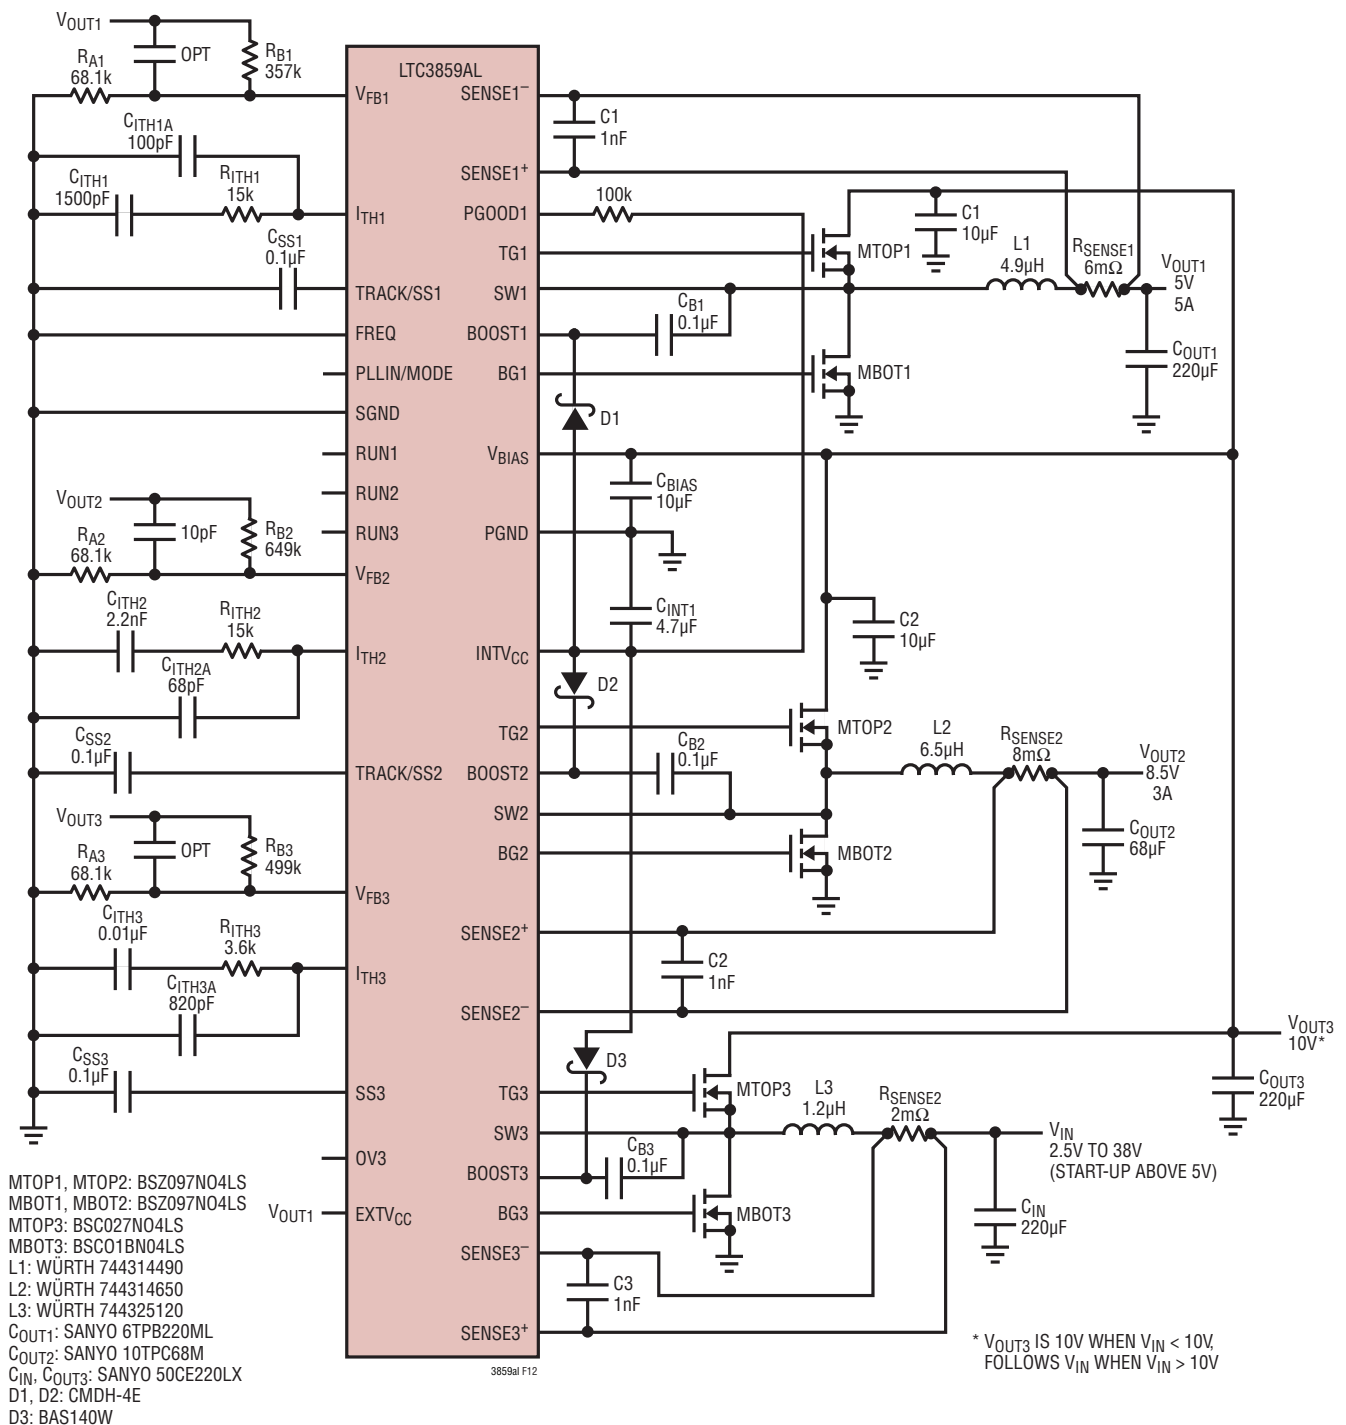 VOUT1
OPT
RB1
357k
RA1
68.1k
CITH1A
100pF
CITH1
1500pF
RITH1
15k
CSS1
0.1µF
VOUT2
10pF
RB2
649k
RA2
68.1k
CITH2
2.2nF
RITH2
15k
CITH2A
68pF
CSS2
0.1µF
VOUT3
OPT
RB3
499k
RA3
68.1k
CITH3
0.01µF
RITH3
3.6k
CITH3A
820pF
CSS3
0.1µF
VOUT1
LTC3859AL
VFB1
ITH1
TRACK/SS1
FREQ
PLLIN/MODE
SGND
RUN1
RUN2
RUN3
VFB2
ITH2
TRACK/SS2
VFB3
ITH3
SS3
OV3
EXTVCC
SENSE1–
SENSE1+
PGOOD1
TG1
SW1
BOOST1
BG1
VBIAS
PGND
INTVCC
TG2
BOOST2
SW2
BG2
SENSE2+
SENSE2–
TG3
SW3
BOOST3
BG3
SENSE3–
SENSE3+
3859al F12
C1
1nF
100k
MTOP1
C1
10µF
L1
4.9µH
RSENSE1
6mΩ
VOUT1
5V
5A
CB1
0.1µF
MBOT1
COUT1
220µF
D1
CBIAS
10µF
CINT1
4.7µF
C2
10µF
D2
MTOP2
L2
6.5µH
RSENSE2
8mΩ
VOUT2
8.5V
3A
CB2
0.1µF
MBOT2
COUT2
68µF
C2
1nF
VOUT3
10V*
D3
MTOP3
L3
1.2µH
RSENSE2
2mΩ
COUT3
220µF
VIN
2.5V TO 38V
(START-UP ABOVE 5V)
CB3
0.1µF
MBOT3
CIN
220µF
C3
1nF
* VOUT3 IS 10V WHEN VIN < 10V,
FOLLOWS VIN WHEN VIN > 10V
MTOP1, MTOP2: BSZ097NO4LS
MBOT1, MBOT2: BSZ097NO4LS
MTOP3: BSC027NO4LS
MBOT3: BSCO1BN04LS
L1: WÜRTH 744314490
L2: WÜRTH 744314650
L3: WÜRTH 744325120
COUT1: SANYO 6TPB220ML
COUT2: SANYO 10TPC68M
CIN, COUT3: SANYO 50CE220LX
D1, D2: CMDH-4E
D3: BAS140W